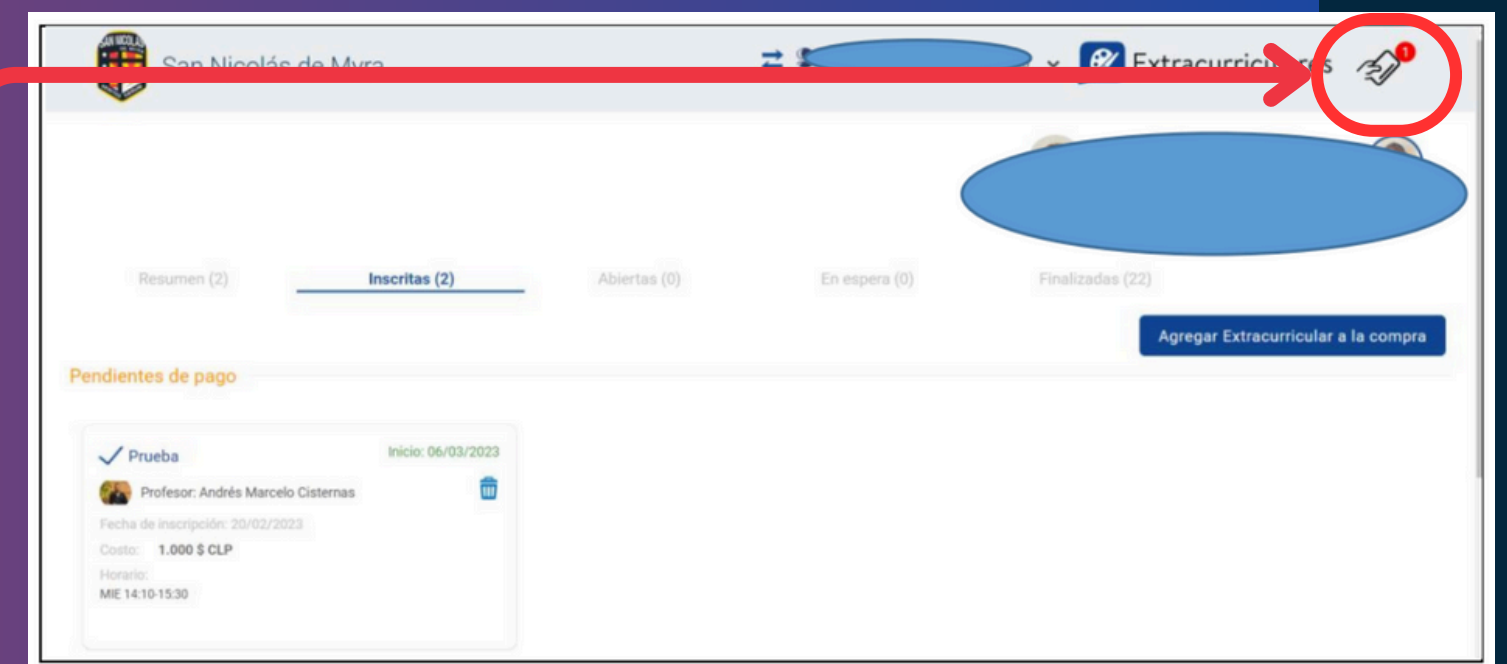 San Nicolás de Myra
Extracurriculares
1
Resumen (2)
Inscritas (2)
Abiertas (0)
En espera (0)
Finalizadas (22)
Agregar Extracurricular a la compra
Pendientes de pago
Prueba
Inicio: 06/03/2023
Profesor: Andrés Marcelo Cisternas
Fecha de inscripción: 20/02/2023
Costo: 1.000 $ CLP
Horario:
MIE 14:10-15:30